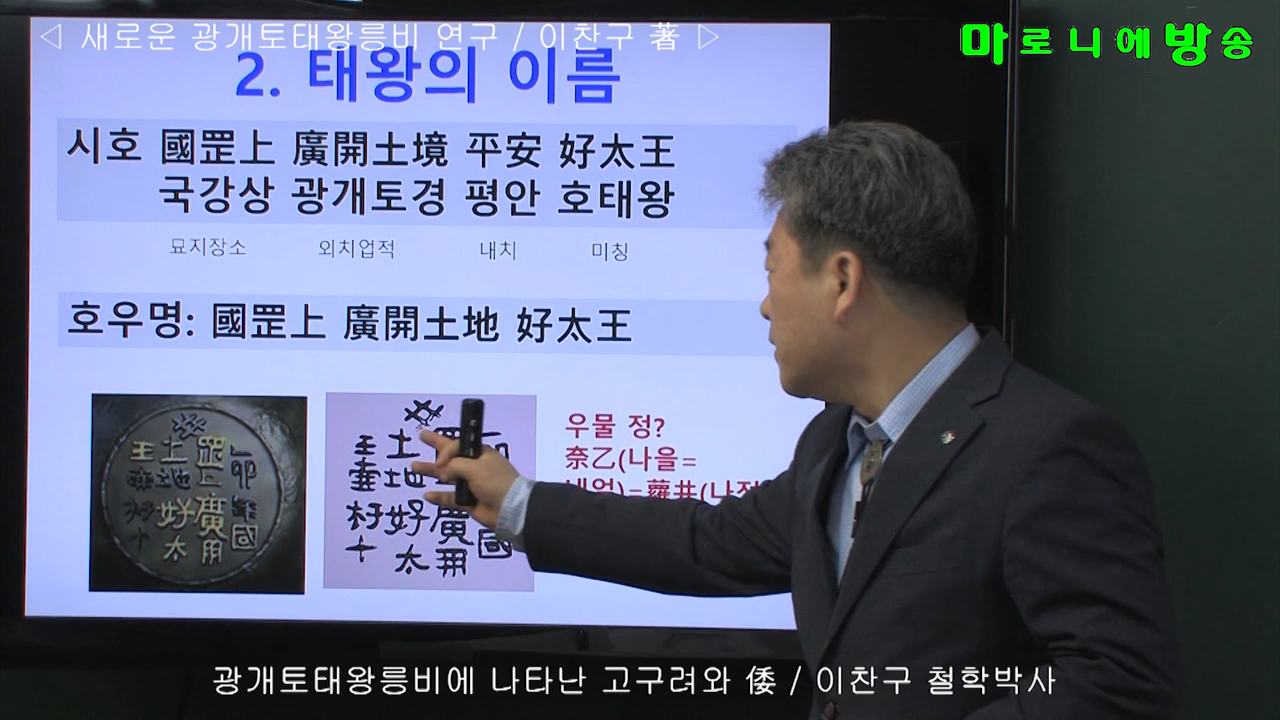 ◁ 새로운 광개토태왕릉비 연구 / 이찬구 著 ▷
마로니에방송
2. 태왕의 이름
시호 國罡上 廣開土境 平安 好太王
국강상 광개토경 평안 호태왕
묘지장소 외치업적 내치 미칭
호우명: 國罡上 廣開土地 好太王
우물 정?
奈乙(나을=
광개토태왕릉비에 나타난 고구려와 倭 / 이찬구 철학박사